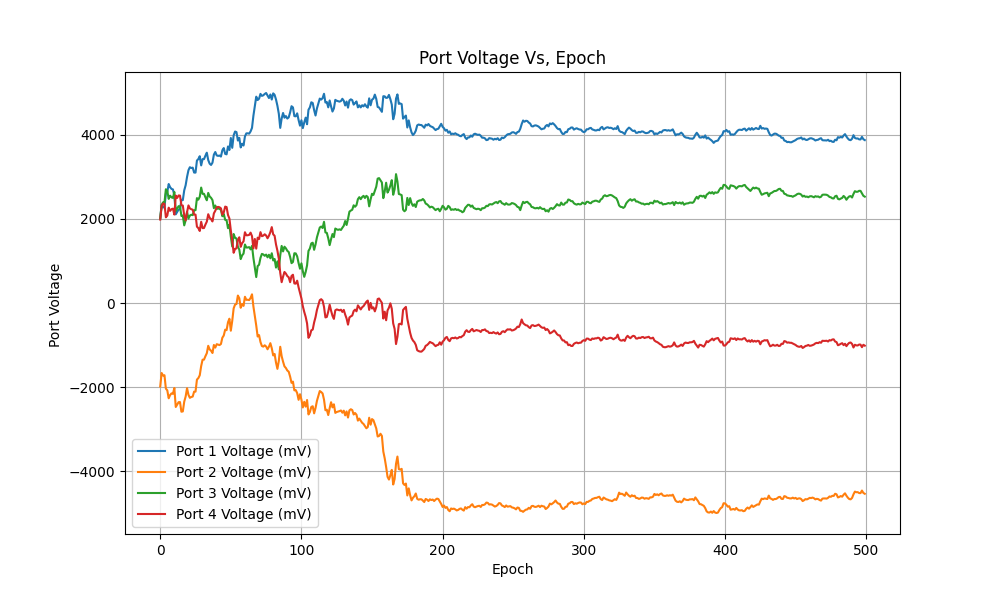 Port Voltage Vs, Epoch
Port Voltage
4000
2000
0
−2000
−4000
Port 1 Voltage (mV)
Port 2 Voltage (mV)
Port 3 Voltage (mV)
Port 4 Voltage (mV)
0 100 200 300 400 500
Epoch